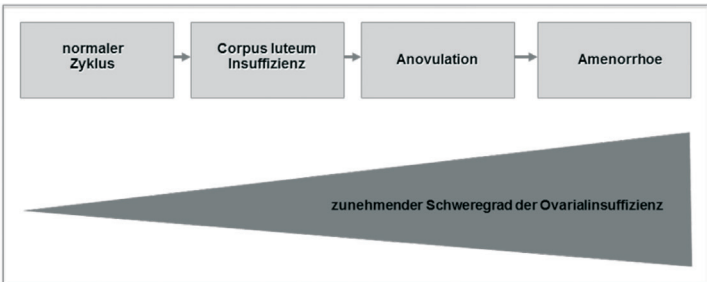 normaler
Zyklus
Corpus luteum
Insuffizienz
Anovulation
Amenorrhoe
zunehmender Schweregrad der Ovarialinsuffizienz